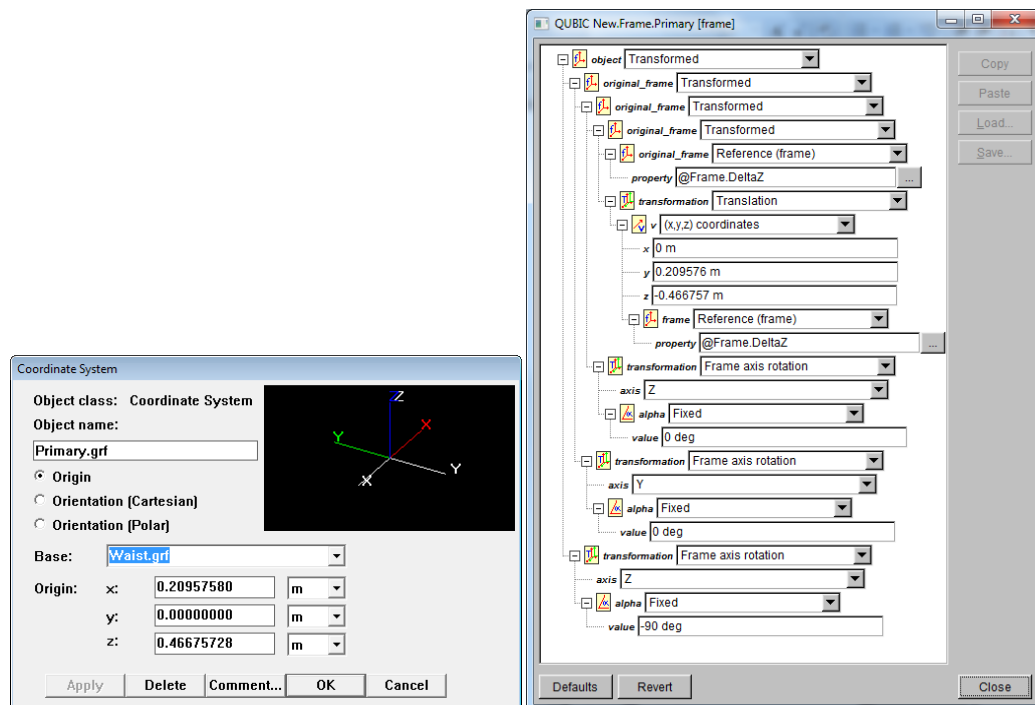 Coordinate System
Object class: Coordinate System
Object name:
Primary.grf
Origin
Orientation (Cartesian)
Orientation (Polar)
Z
X
Y
X
Y
Base: Waist.grf
Origin: x: 0.20957580 m
y: 0.00000000 m
z: 0.46675728 m
Apply Delete Comment... OK Cancel
QUBIC New.Frame.Primary [frame]
object Transformed
original_frame Transformed
original_frame Transformed
original_frame Transformed
original_frame Reference (frame)
property @Frame.DeltaZ ...
transformation Translation
v (x,y,z) coordinates
x 0 m
y 0.209576 m
z -0.466757 m
frame Reference (frame)
property @Frame.DeltaZ ...
transformation Frame axis rotation
axis Z
alpha Fixed
value 0 deg
transformation Frame axis rotation
axis Y
alpha Fixed
value 0 deg
transformation Frame axis rotation
axis Z
alpha Fixed
value -90 deg
Copy
Paste
Load...
Save...
Defaults Revert Close